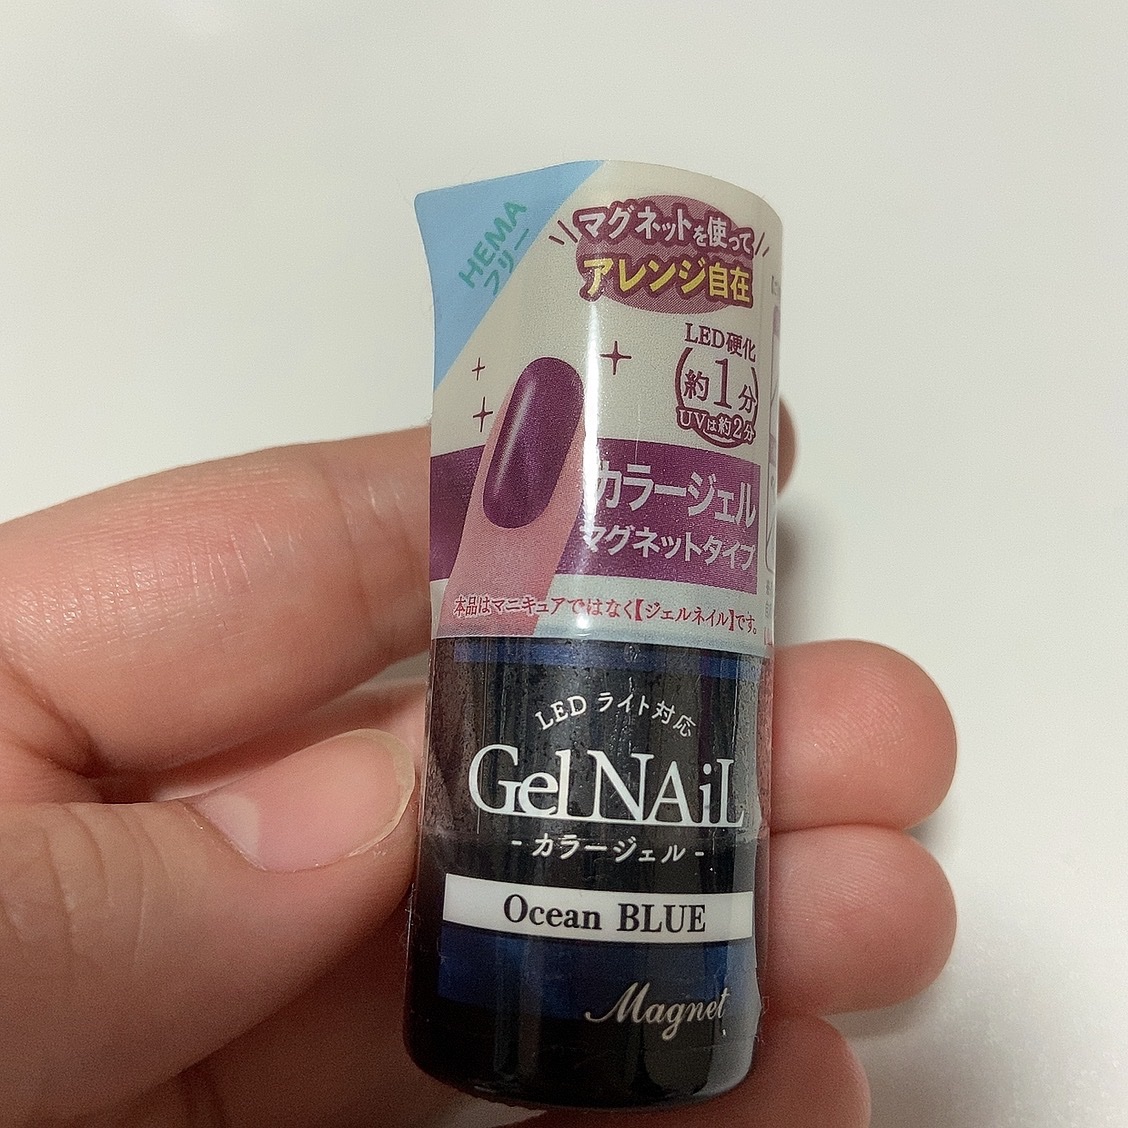 HEMA
フリー
マグネットを使って
アレンジ自在
LED硬化
約1分
UVは約2分
カラージェル
マグネットタイプ
本品はマニキュアではなく【ジェルネイル】です。
LED ライト対応
Gel NAiL
- カラージェル -
Ocean BLUE
Magnet